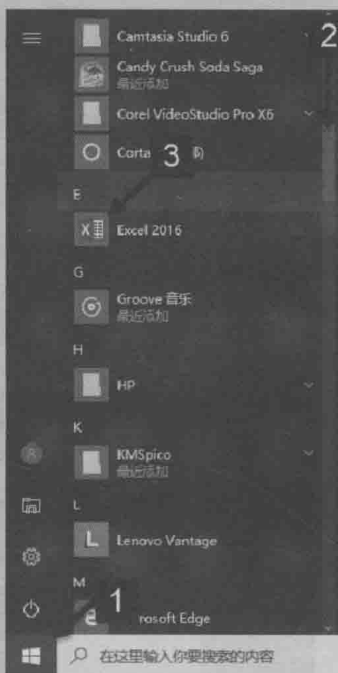 Camtasia Studio 6
2
Candy Crush Soda Saga
最近添加
Corel VideoStudio Pro X6
Corta 3
E
Excel 2016
G
Groove 音乐
最近添加
H
HP
K
KMSpico
最近添加
L
L Lenovo Vantage
M
1
rosoft Edge
在这里输入你要搜索的内容